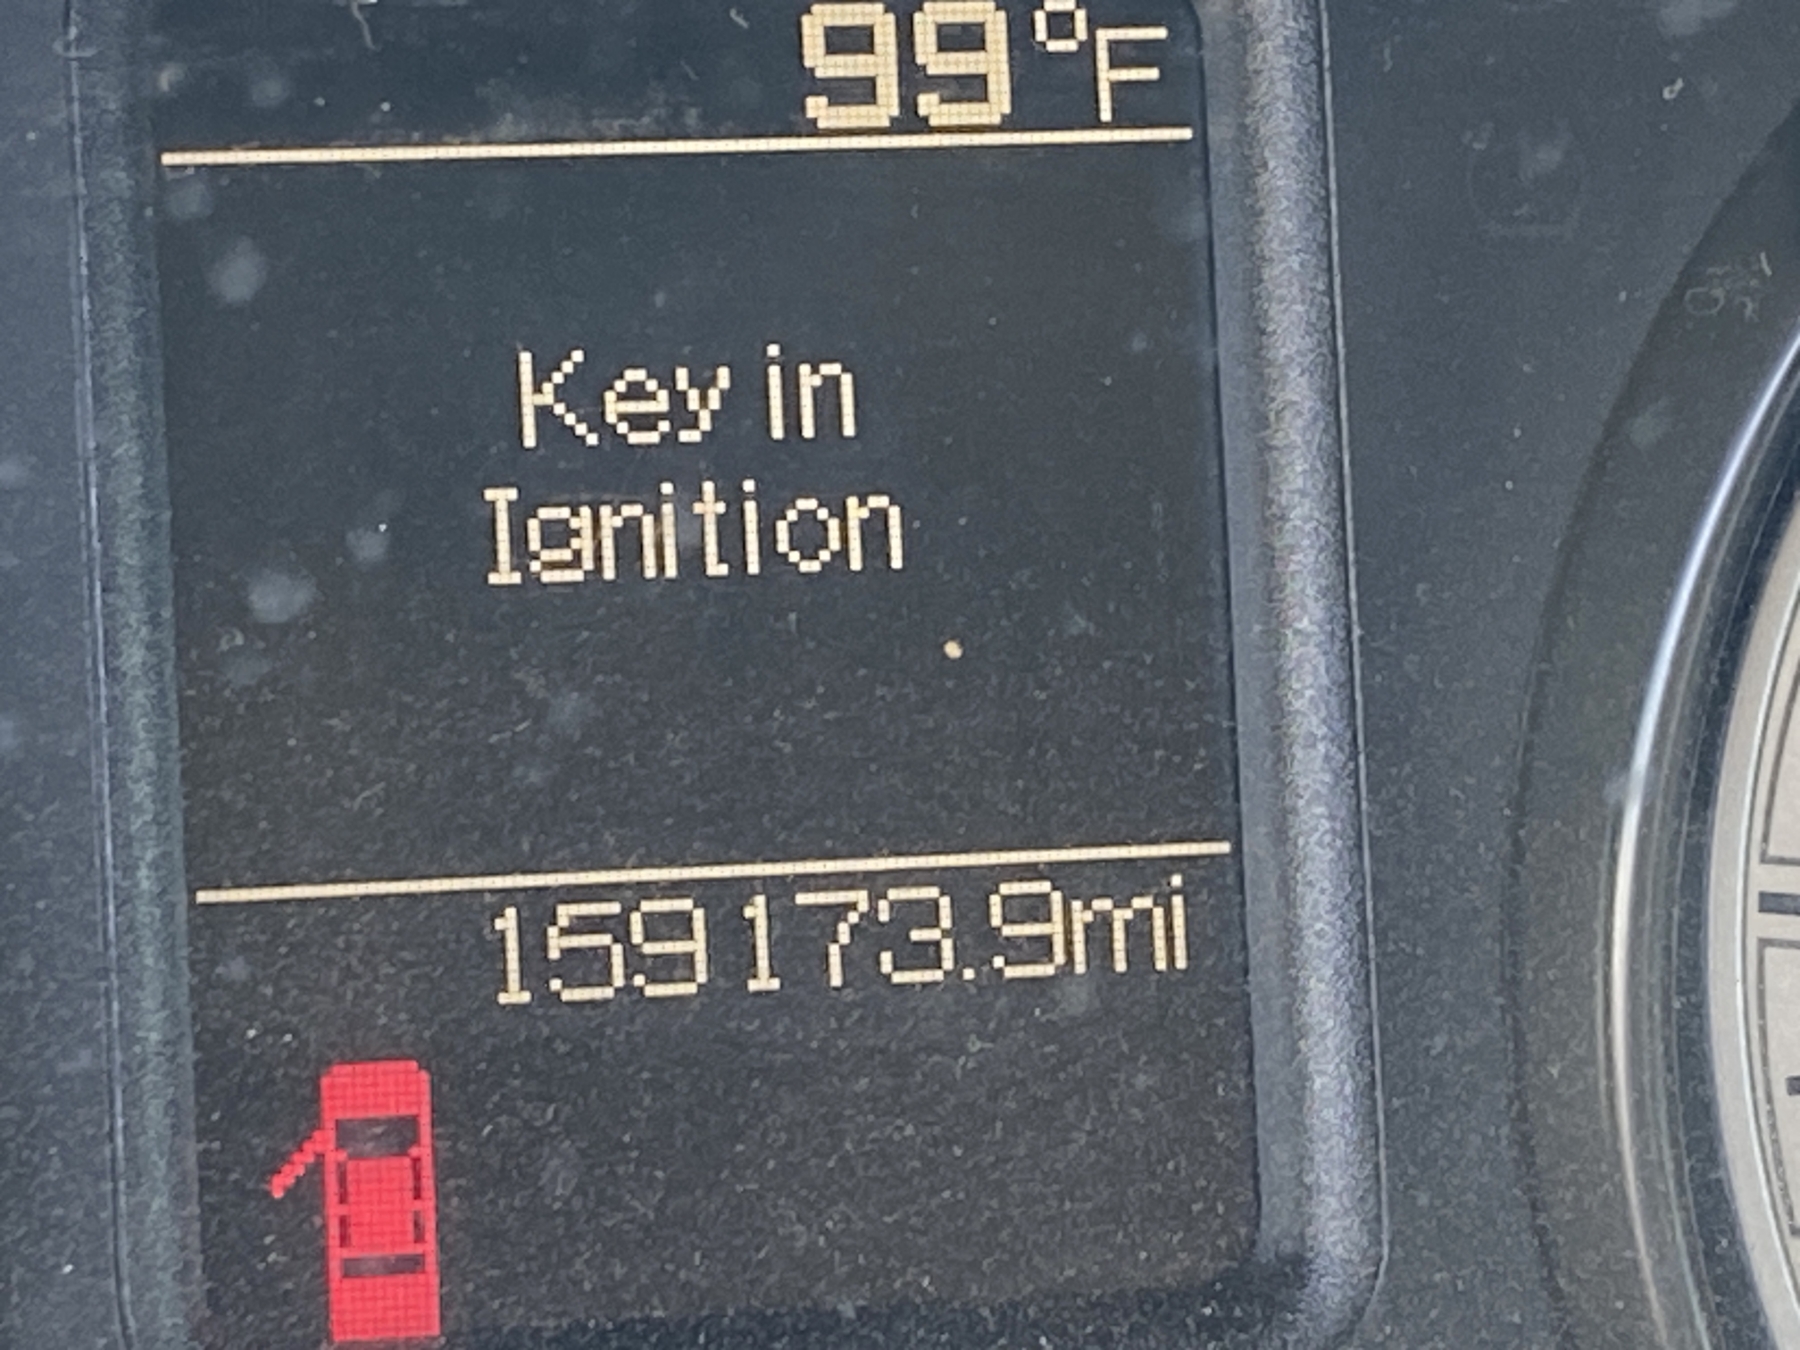 99°F
Key in
Ignition
159173.9mi